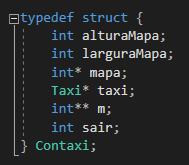 typedef struct {
int alturaMapa;
int larguraMapa;
int* mapa;
Taxi* taxi;
int** m;
int sair;
} Contaxi;